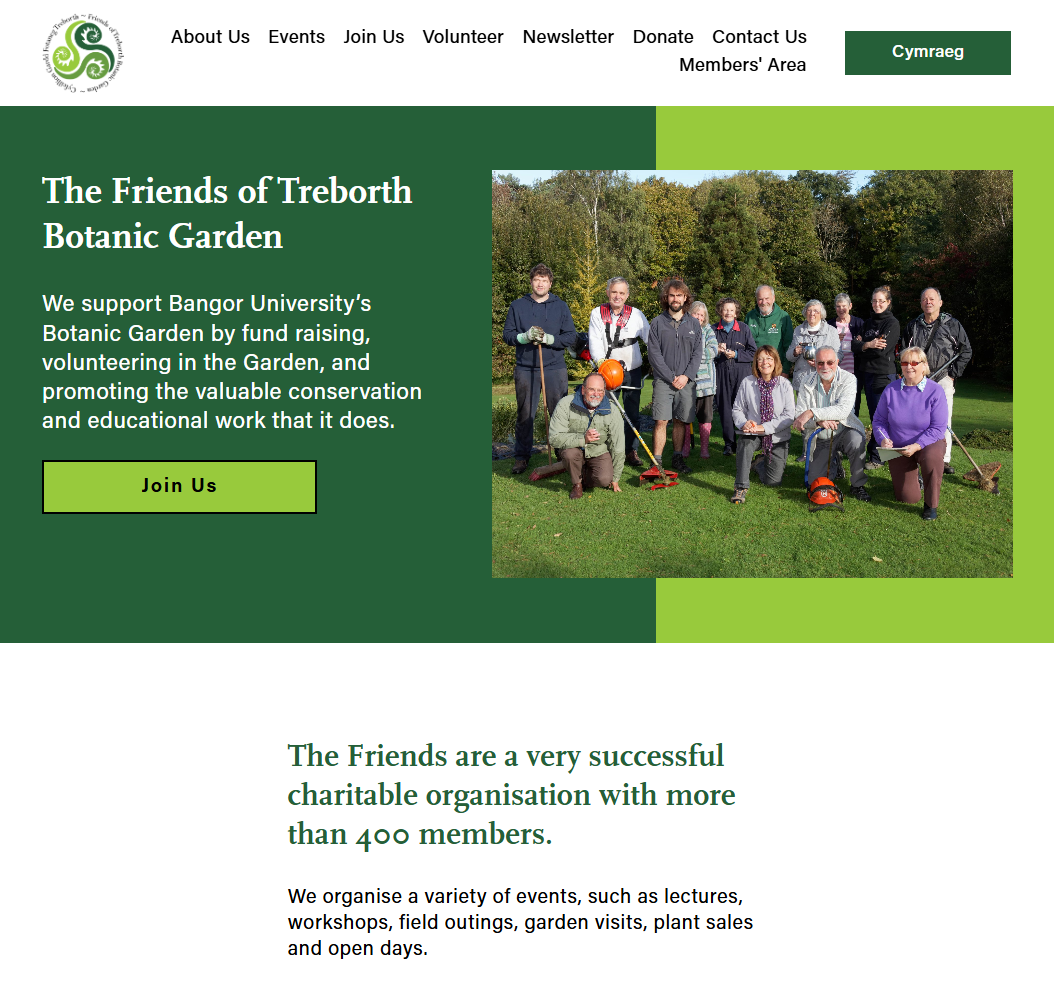 Cyfeillion Gardd Fotaneg Treborth ~ Friends of Treborth Botanic Garden ~
About Us Events Join Us Volunteer Newsletter Donate Contact Us
Members' Area
Cymraeg
The Friends of Treborth
Botanic Garden
We support Bangor University’s
Botanic Garden by fund raising,
volunteering in the Garden, and
promoting the valuable conservation
and educational work that it does.
Join Us
The Friends are a very successful
charitable organisation with more
than 400 members.
We organise a variety of events, such as lectures,
workshops, field outings, garden visits, plant sales
and open days.